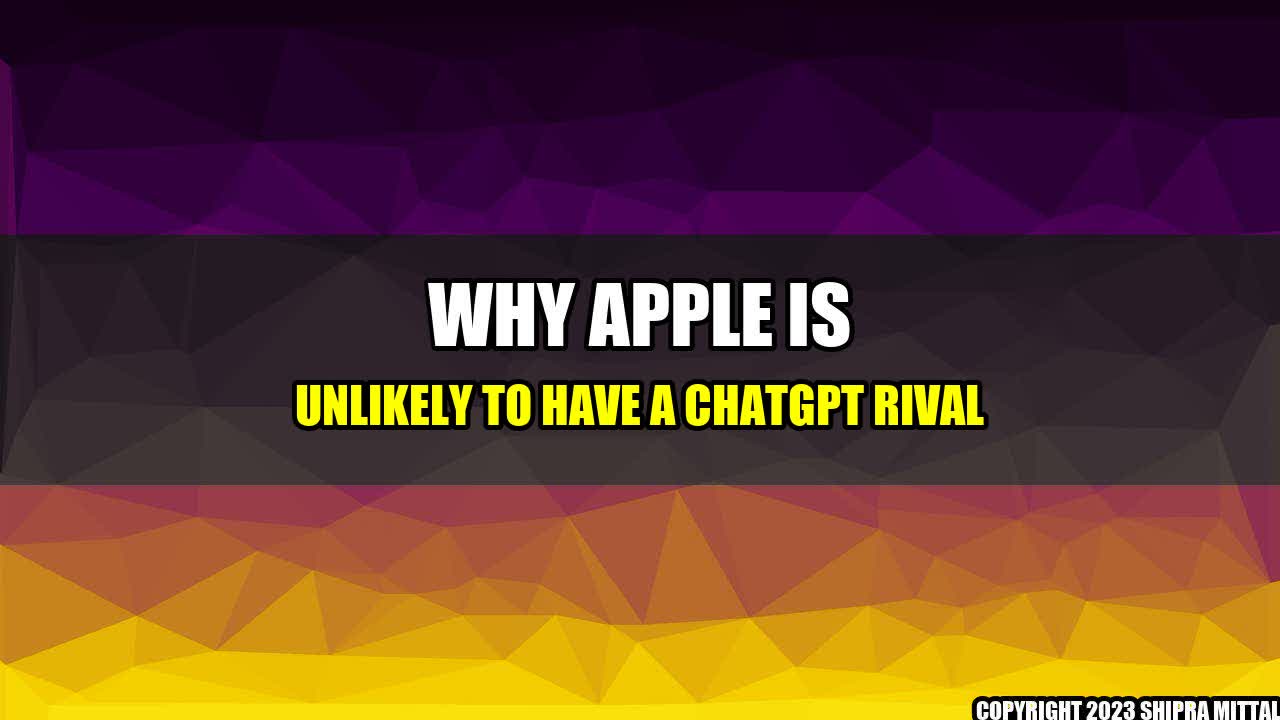 WHY APPLE IS
UNLIKELY TO HAVE A CHATGPT RIVAL
COPYRIGHT 2023 SHIPRA MITTAL